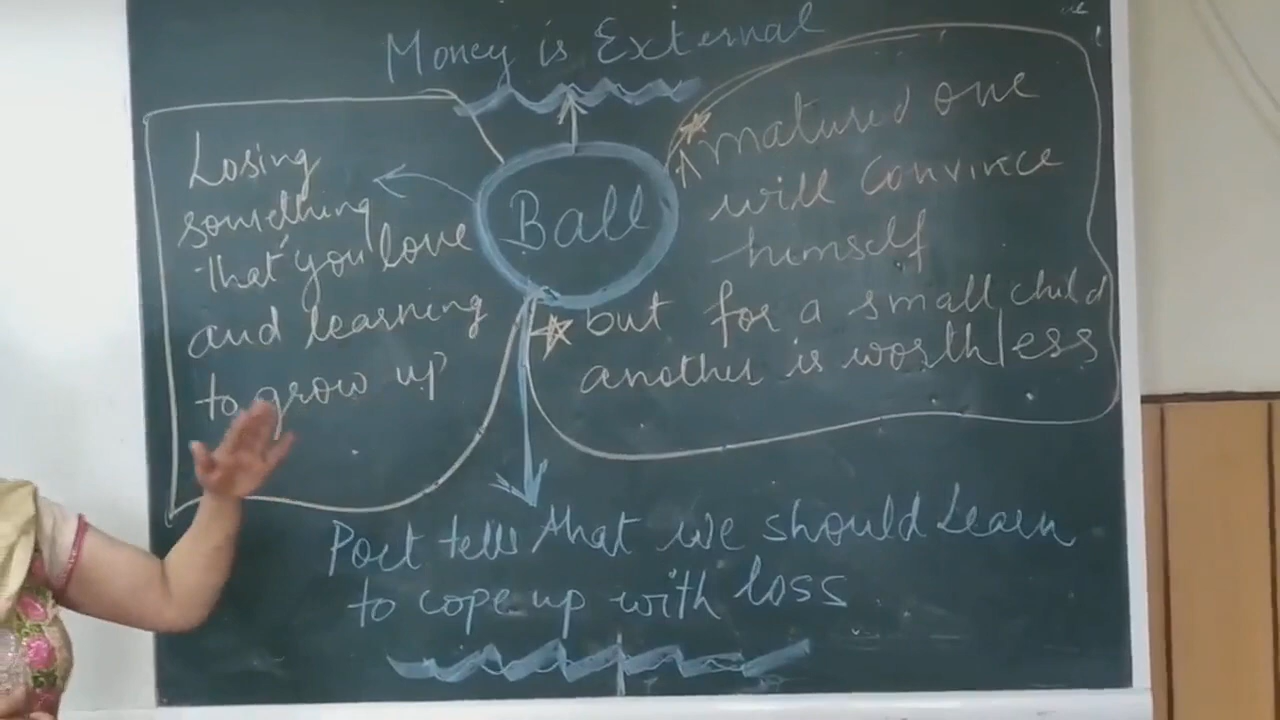 Money is External
Ball
Losing
something
that you love
and learning
to grow up
matured one
will convince
himself
but for a small child
another is worthless
Poet tells that we should Learn
to cope up with loss